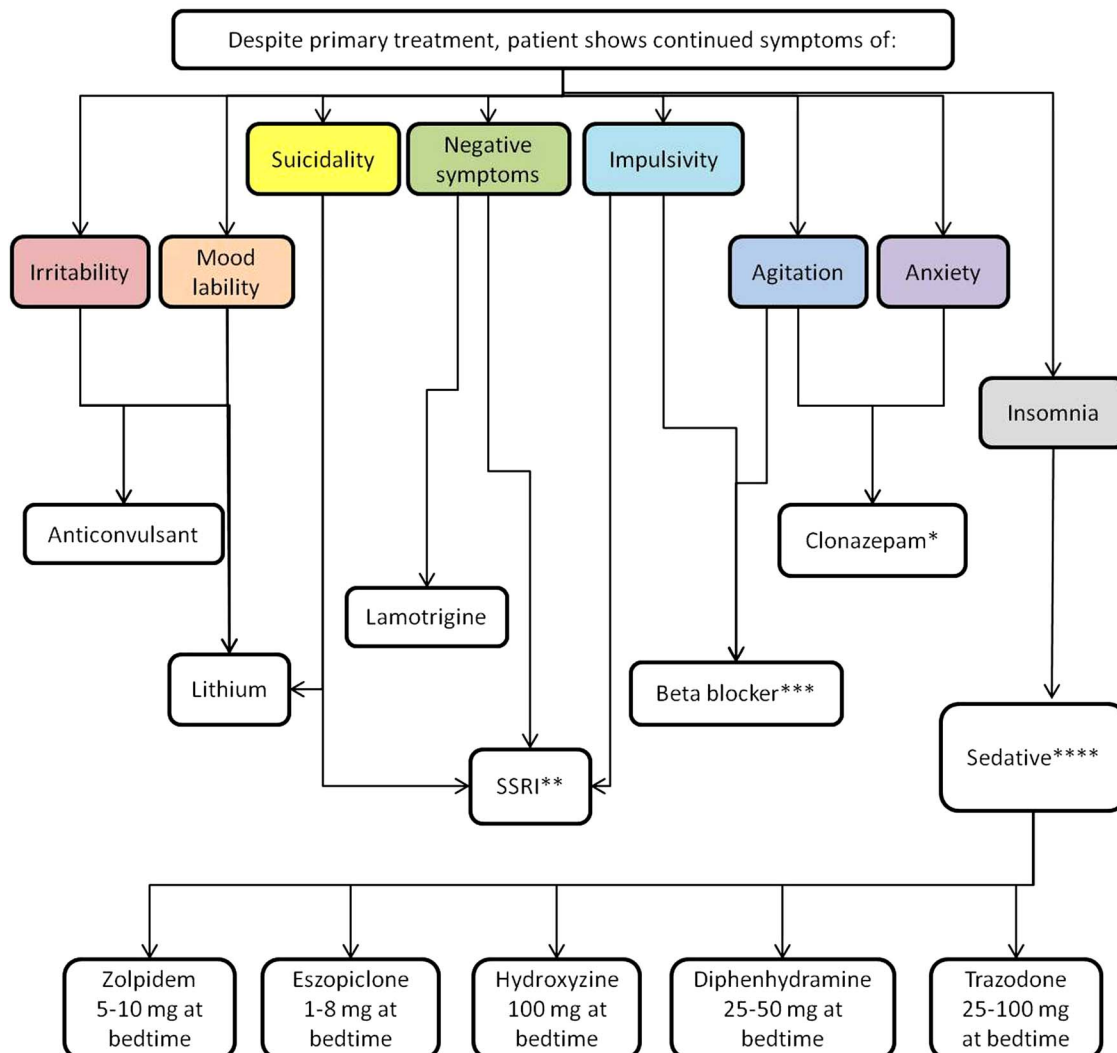 Despite primary treatment, patient shows continued symptoms of:
Suicidality
Negative
symptoms
Impulsivity
Irritability
Mood
lability
Agitation
Anxiety
Insomnia
Anticonvulsant
Clonazepam*
Lamotrigine
Lithium
Beta blocker***
SSRI**
Sedative****
Zolpidem
5-10 mg at
bedtime
Eszopiclone
1-8 mg at
bedtime
Hydroxyzine
100 mg at
bedtime
Diphenhydramine
25-50 mg at
bedtime
Trazodone
25-100 mg
at bedtime